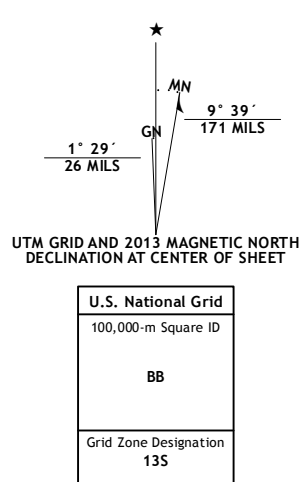 MN
9° 39´
171 MILS
GN
1° 29´
26 MILS
UTM GRID AND 2013 MAGNETIC NORTH
DECLINATION AT CENTER OF SHEET
U.S. National Grid
100,000-m Square ID
BB
Grid Zone Designation
13S